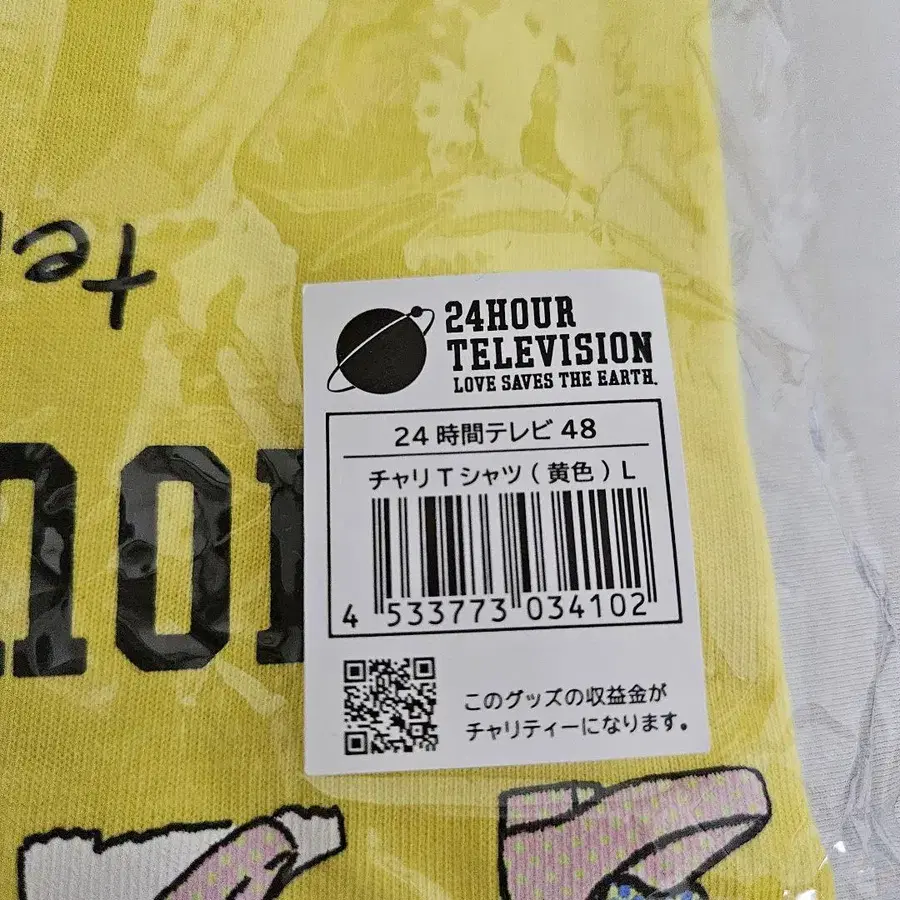 te
24HOUR
TELEVISION
LOVE SAVES THE EARTH.
24時間テレビ48
チャリTシャツ(黄色)L
4 533773 034102
このグッズの収益金が
チャリティーになります。